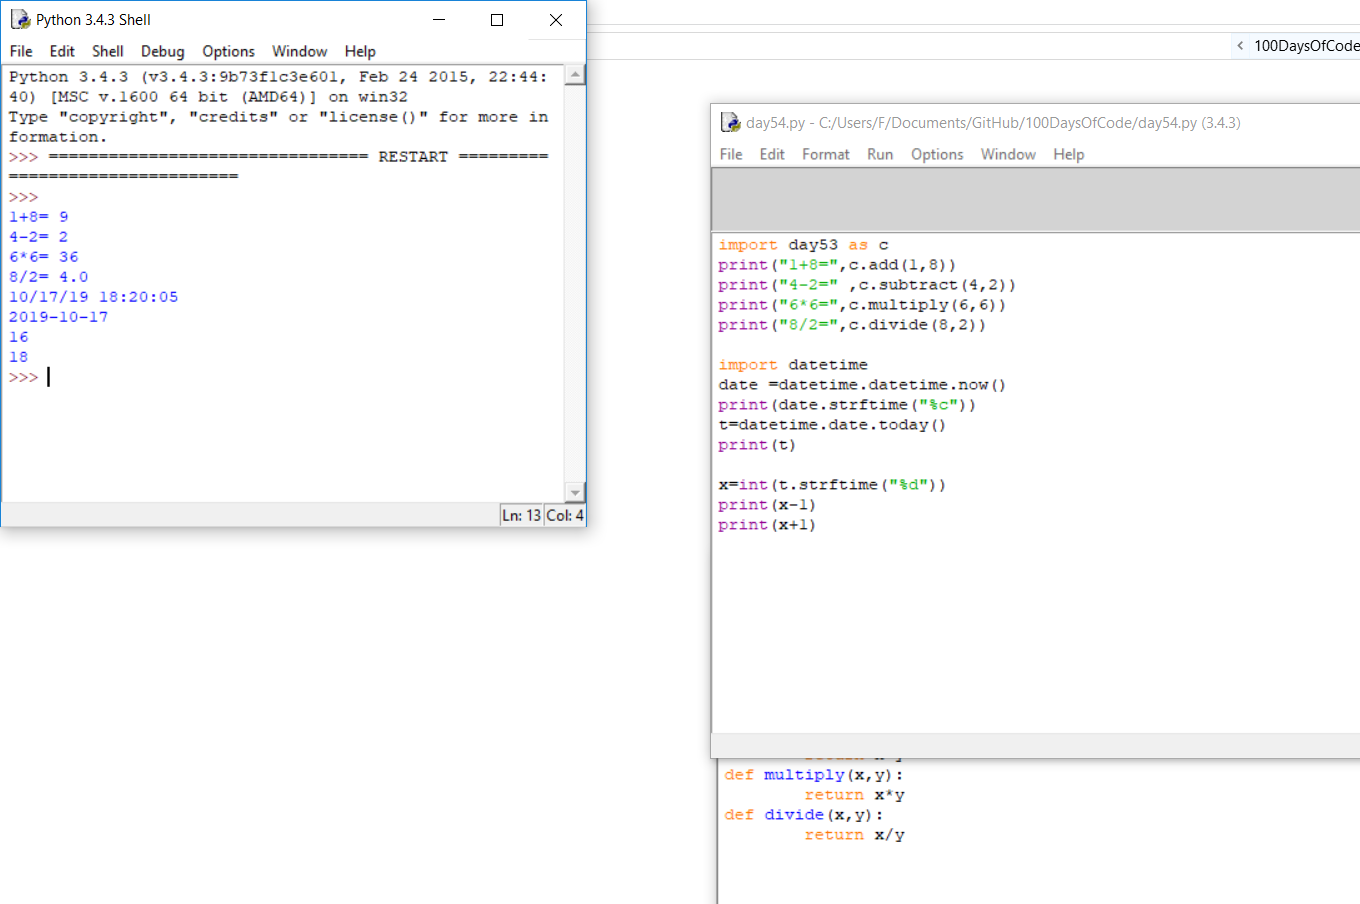 Python 3.4.3 Shell
File Edit Shell Debug Options Window Help
Python 3.4.3 (v3.4.3:9b73f1c3e601, Feb 24 2015, 22:44:
40) [MSC v.1600 64 bit (AMD64)] on win32
Type "copyright", "credits" or "license()" for more in
formation.
>>> ================================ RESTART =========
=======================
>>>
1+8= 9
4-2= 2
6*6= 36
8/2= 4.0
10/17/19 18:20:05
2019-10-17
16
18
>>>
Ln: 13 Col: 4
< 100DaysOfCode
day54.py - C:/Users/F/Documents/GitHub/100DaysOfCode/day54.py (3.4.3)
File Edit Format Run Options Window Help
import day53 as c
print("1+8=",c.add(1,8))
print("4-2=" ,c.subtract(4,2))
print("6*6=",c.multiply(6,6))
print("8/2=",c.divide(8,2))
import datetime
date =datetime.datetime.now()
print(date.strftime("%c"))
t=datetime.date.today()
print(t)
x=int(t.strftime("%d"))
print(x-1)
print(x+1)
def multiply(x,y):
return x*y
def divide(x,y):
return x/y